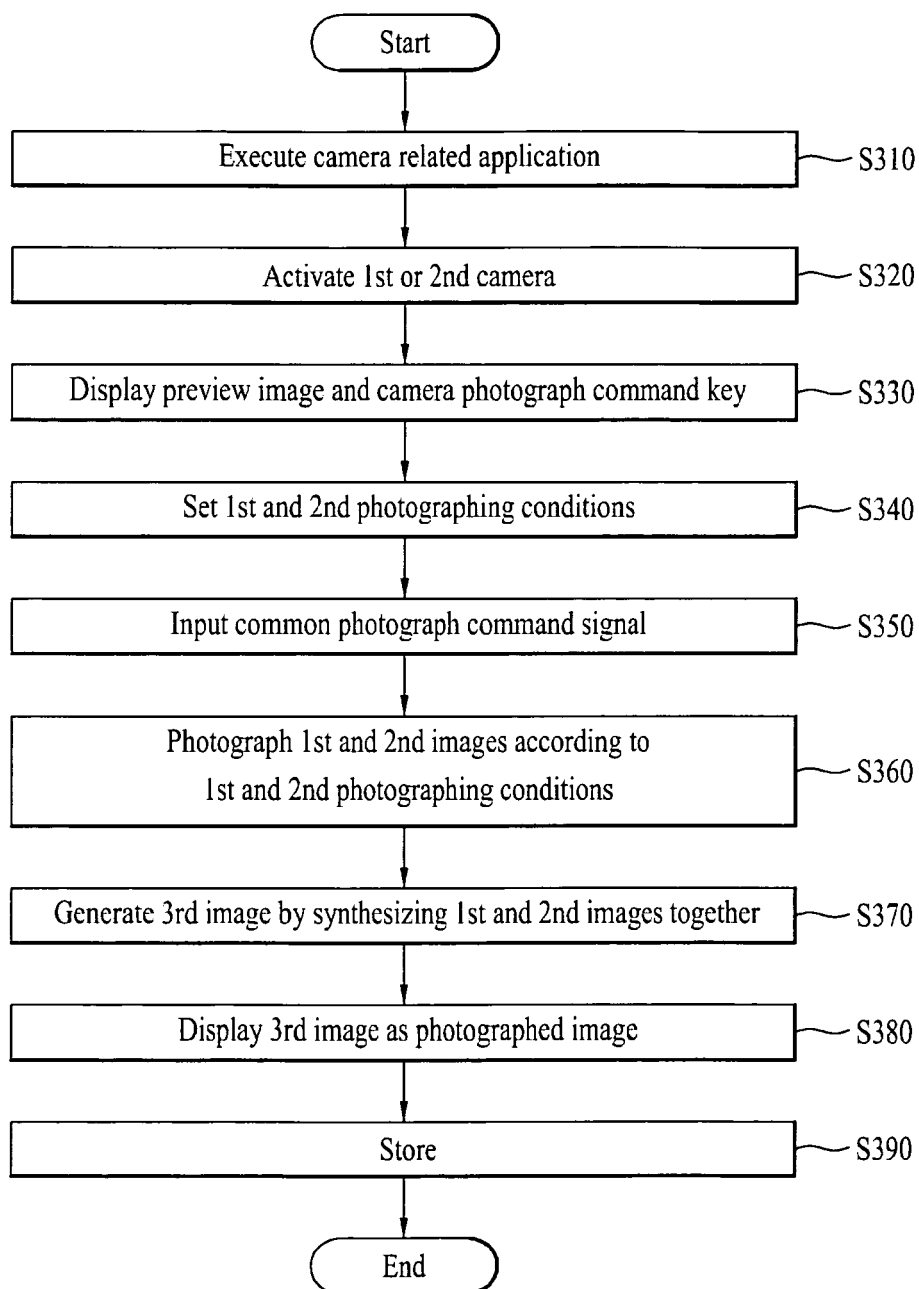 Start
Execute camera related application S310
Activate 1st or 2nd camera S320
Display preview image and camera photograph command key S330
Set 1st and 2nd photographing conditions S340
Input common photograph command signal S350
Photograph 1st and 2nd images according to
1st and 2nd photographing conditions S360
Generate 3rd image by synthesizing 1st and 2nd images together S370
Display 3rd image as photographed image S380
Store S390
End